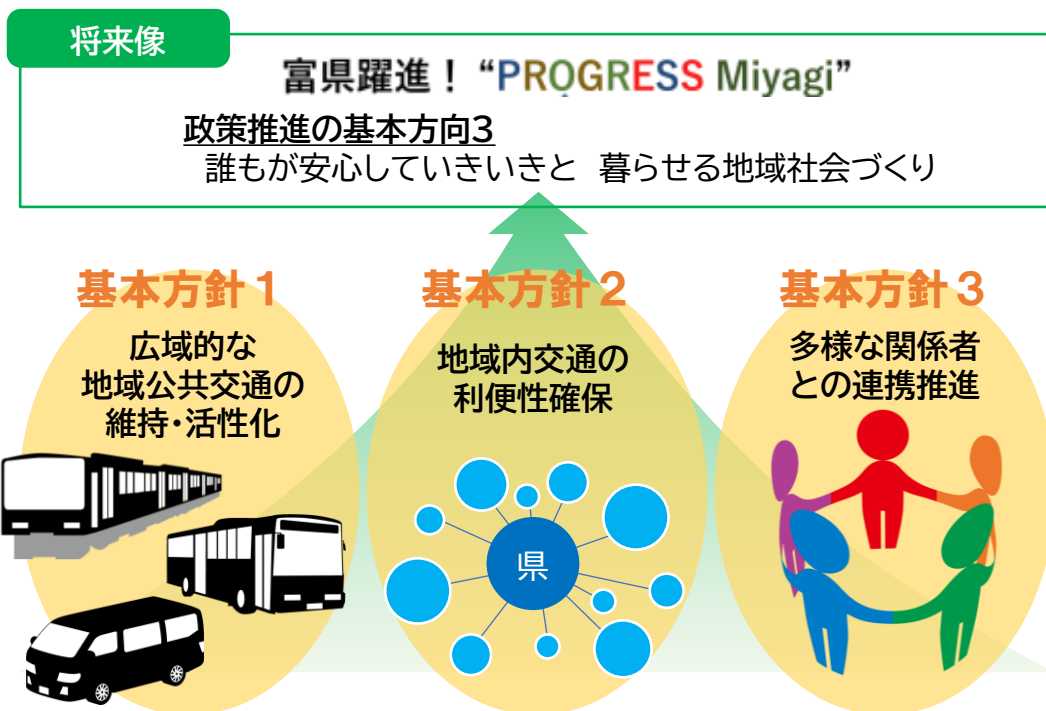 将来像
富県躍進！“PROGRESS Miyagi”
政策推進の基本方向3
誰もが安心していきいきと 暮らせる地域社会づくり
基本方針１
広域的な
地域公共交通の
維持・活性化
基本方針２
地域内交通の
利便性確保
県
基本方針３
多様な関係者
との連携推進